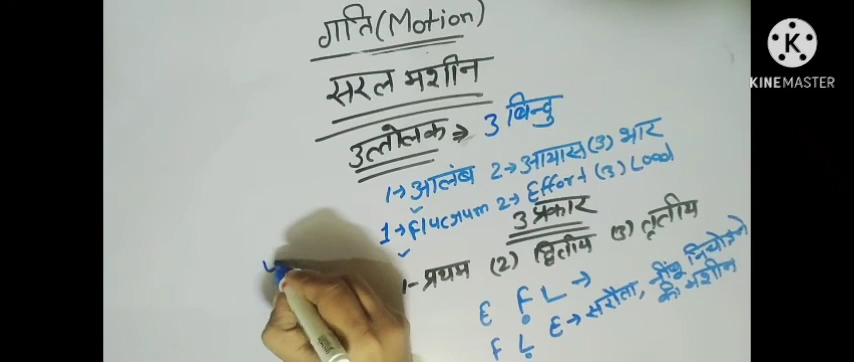 गति (Motion)
सरल मशीन
उत्तोलक ⇒ 3 बिन्दु
1→ आलंब 2→ आयास (3) भार
1→ Flucrum 2→ Effort (3) Load
3 प्रकार
1- प्रथम (2) द्वितीय (3) तृतीय
E F L →
F L E → सरौता, नींबू निचोड़ने
की मशीन
KINEMASTER